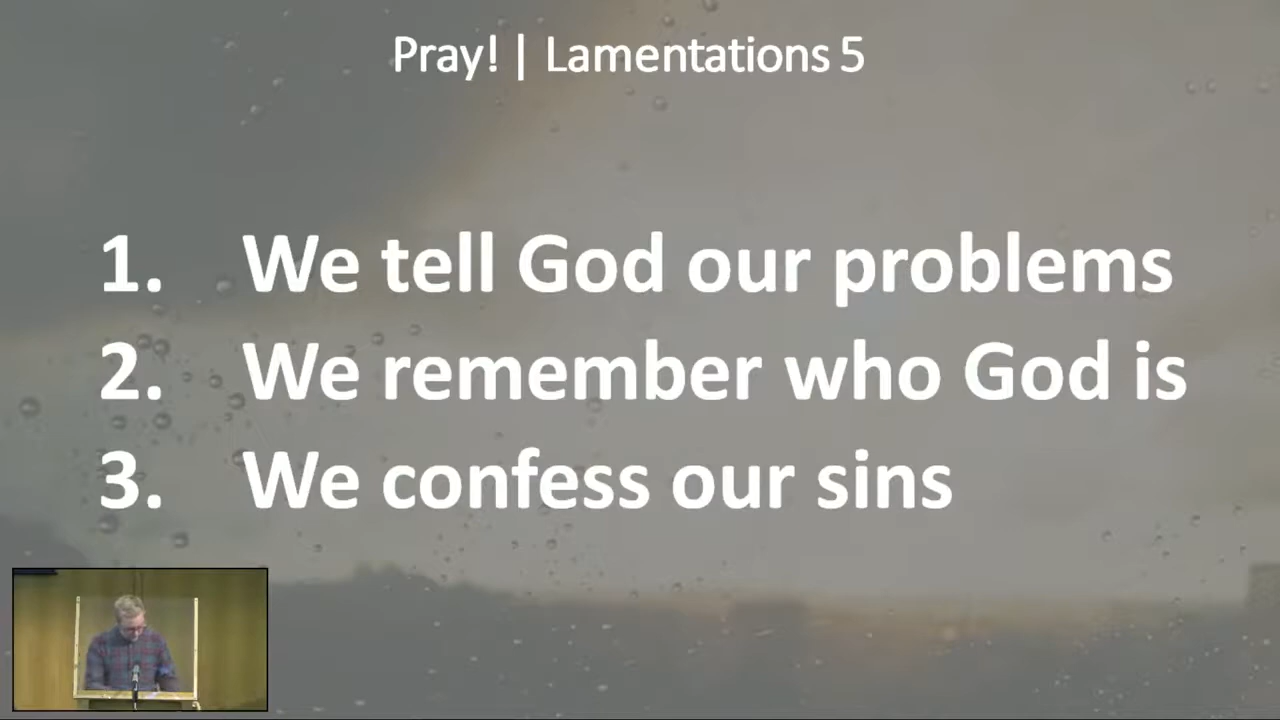 Pray! | Lamentations 5
1. We tell God our problems
2. We remember who God is
3. We confess our sins